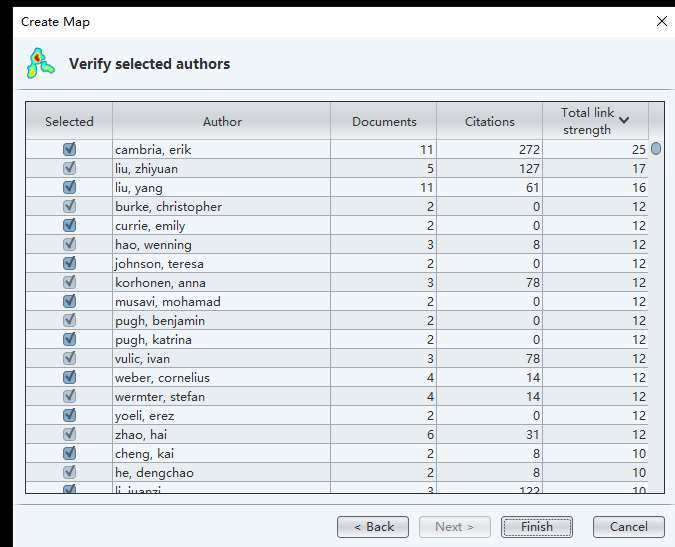 Create Map
Verify selected authors
Selected Author Documents Citations Total link strength
cambria, erik 11 272 25
liu, zhiyuan 5 127 17
liu, yang 11 61 16
burke, christopher 2 0 12
currie, emily 2 0 12
hao, wenning 3 8 12
johnson, teresa 2 0 12
korhonen, anna 3 78 12
musavi, mohamad 2 0 12
pugh, benjamin 2 0 12
pugh, katrina 2 0 12
vulic, ivan 3 78 12
weber, cornelius 4 14 12
wermter, stefan 4 14 12
yoeli, erez 2 0 12
zhao, hai 6 31 12
cheng, kai 2 8 10
he, dengchao 2 8 10
li, juanzi 3 122 10
< Back Next > Finish Cancel